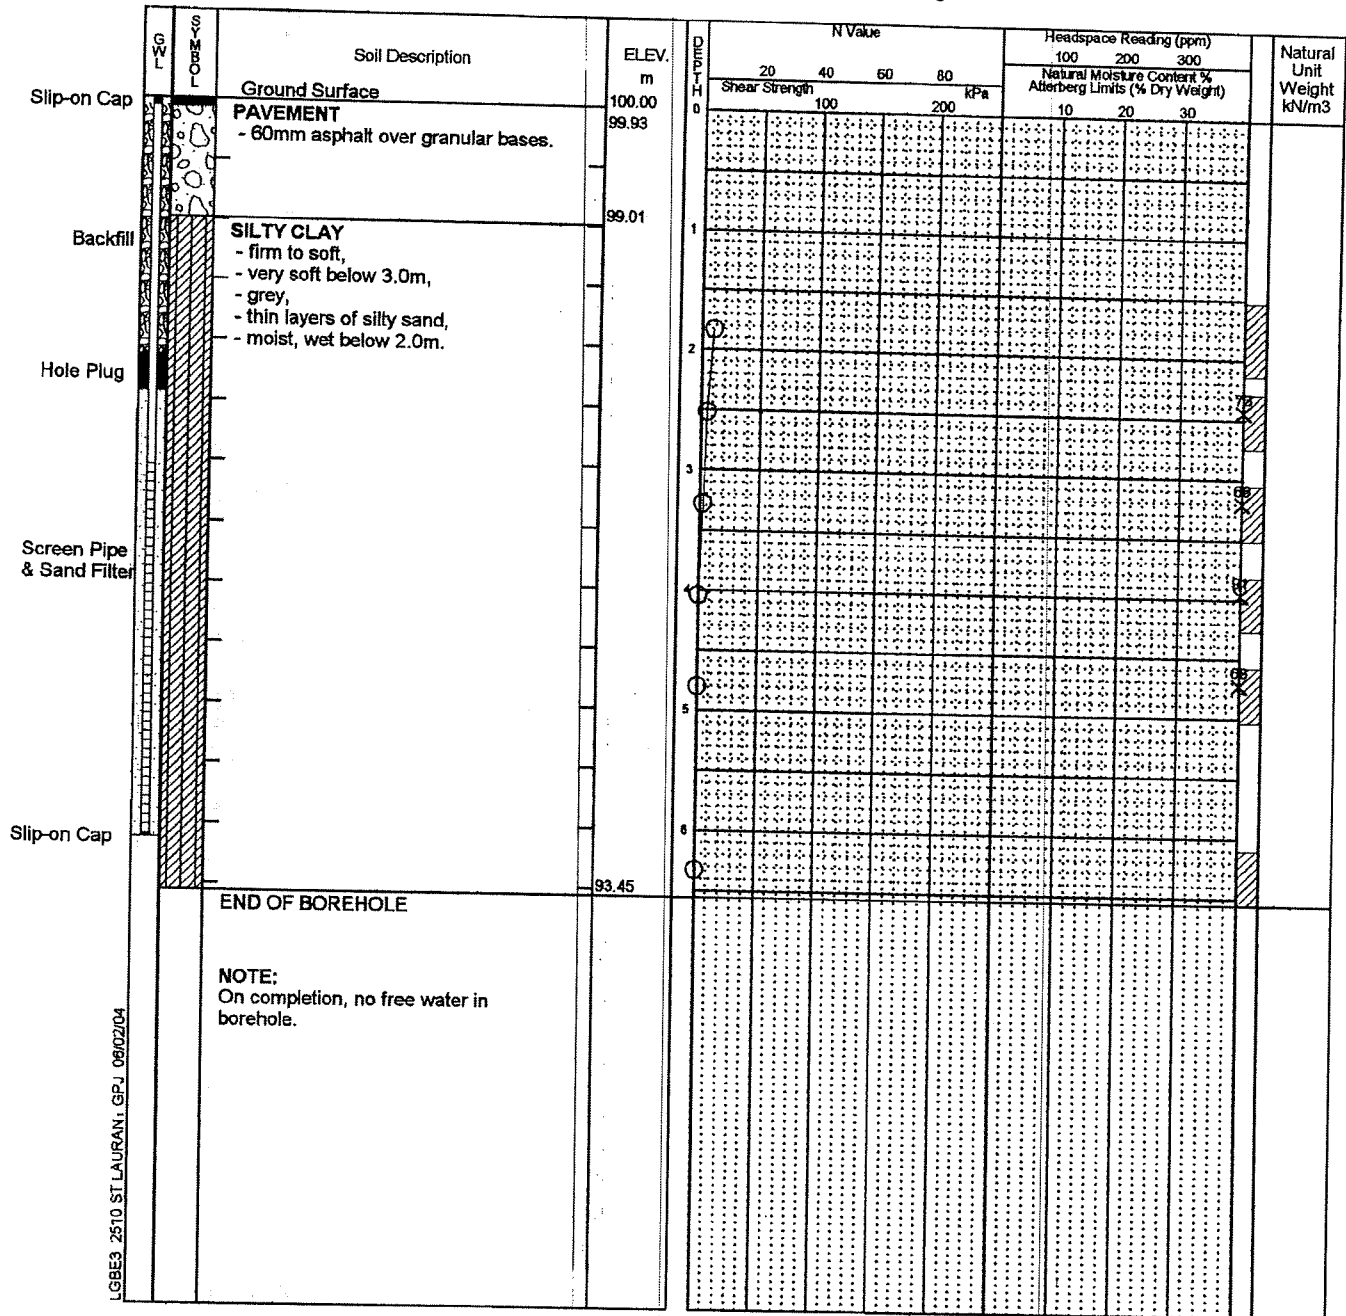 GWL
SYMBOL
Soil Description
ELEV.
m
DEPTH
N Value
20 40 60 80
Shear Strength kPa
100 200
Headspace Reading (ppm)
100 200 300
Natural Moisture Content %
Atterberg Limits (% Dry Weight)
10 20 30
Natural
Unit
Weight
kN/m3
Slip-on Cap
Ground Surface
100.00
0
PAVEMENT
99.93
- 60mm asphalt over granular bases.
99.01
1
Backfill
SILTY CLAY
- firm to soft,
- very soft below 3.0m,
- grey,
- thin layers of silty sand,
- moist, wet below 2.0m.
2
Hole Plug
3
Screen Pipe
& Sand Filter
4
5
6
Slip-on Cap
93.45
END OF BOREHOLE
NOTE:
On completion, no free water in
borehole.
LGBE3 2510 ST LAURAN, GPJ 06/02/04